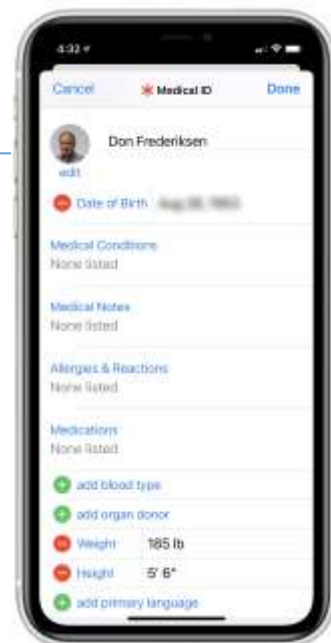 4:32
Cancel
Medical ID
Done
Don Frederiksen
edit
Date of Birth
Medical Conditions
None listed
Medical Notes
None listed
Allergies & Reactions
None listed
Medications
None listed
add blood type
add organ donor
Weight 185 lb
Height 5' 6"
add primary language